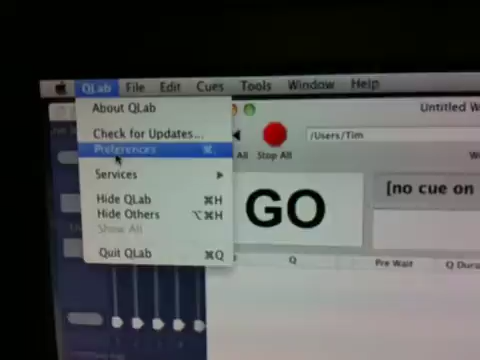 QLab File Edit Cues Tools Window Help
About QLab
Untitled W
Check for Updates...
/Users/Tim
Preferences... ⌘,
All Stop All
Services
[no cue on
Hide QLab ⌘H
GO
Hide Others ⌥⌘H
Show All
Quit QLab ⌘Q
Q Pre Wait Q Dura